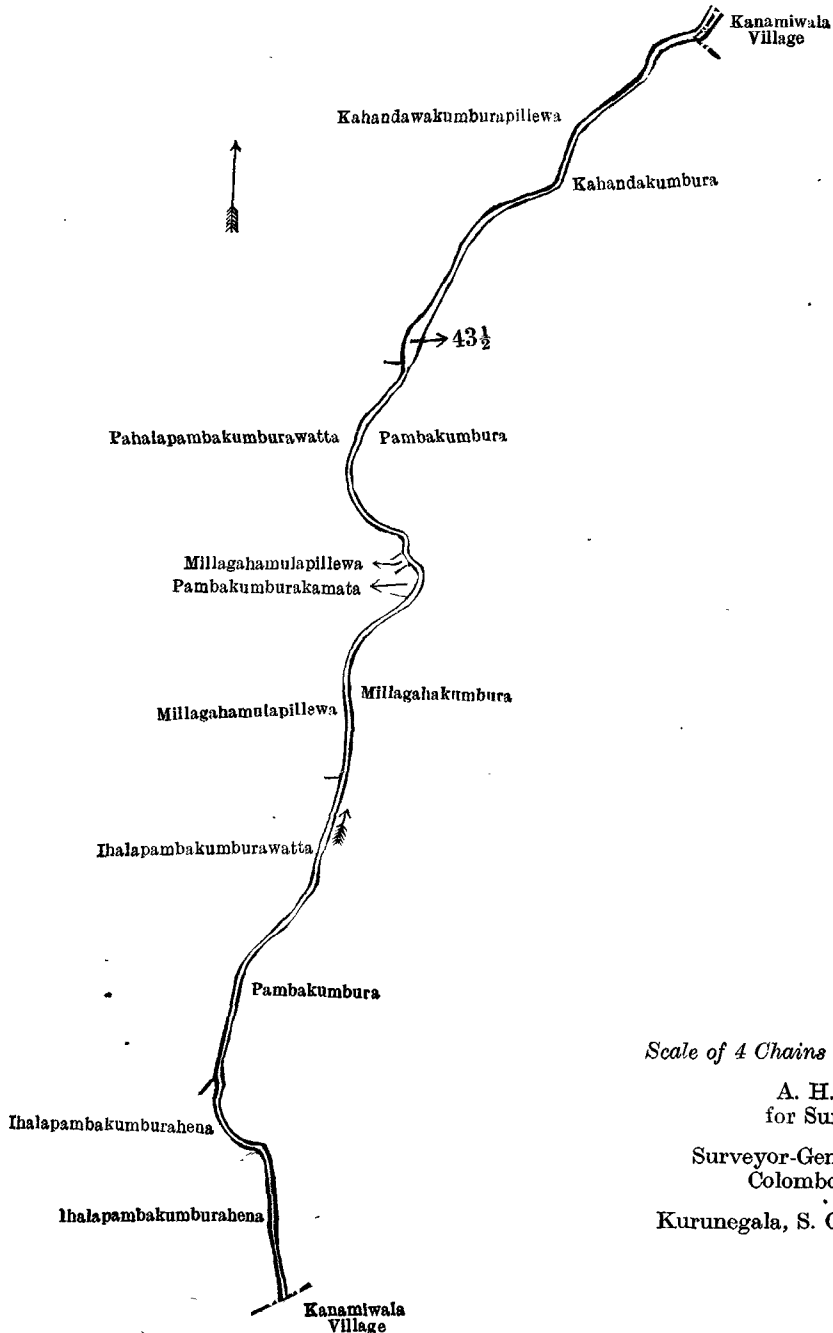 Kanamiwala
Village
Kahandawakumburapillewa
Kahandakumbura
43½
Pahalapambakumburawatta
Pambakumbura
Millagahamulapillewa
Pambakumburakamata
Millagahakumbura
Millagahamulapillewa
Ihalapambakumburawatta
Pambakumbura
Scale of 4 Chains
A. H.
for Sur
Surveyor-Gen
Colombo
Ihalapambakumburahena
Ihalapambakumburahena
Kurunegala, S. C
Kanamiwala
Village